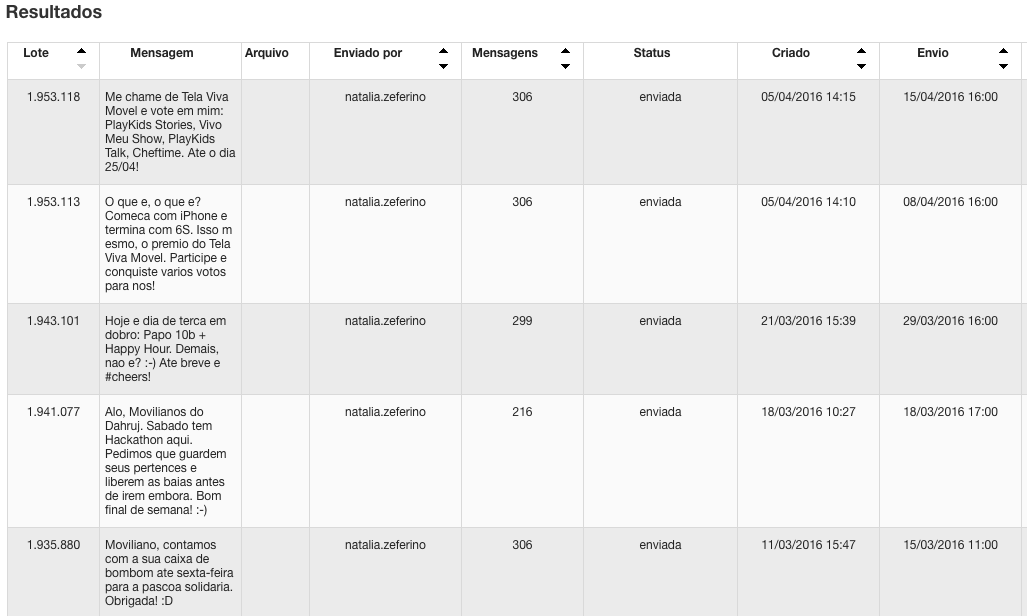 Resultados
Lote Mensagem Arquivo Enviado por Mensagens Status Criado Envio
1.953.118 Me chame de Tela Viva natalia.zeferino 306 enviada 05/04/2016 14:15 15/04/2016 16:00
Movel e vote em mim:
PlayKids Stories, Vivo
Meu Show, PlayKids
Talk, Cheftime. Ate o dia
25/04!
1.953.113 O que e, o que e? natalia.zeferino 306 enviada 05/04/2016 14:10 08/04/2016 16:00
Comeca com iPhone e
termina com 6S. Isso m
esmo, o premio do Tela
Viva Movel. Participe e
conquiste varios votos
para nos!
1.943.101 Hoje e dia de terca em natalia.zeferino 299 enviada 21/03/2016 15:39 29/03/2016 16:00
dobro: Papo 10b +
Happy Hour. Demais,
nao e? :-) Ate breve e
#cheers!
1.941.077 Alo, Movilianos do natalia.zeferino 216 enviada 18/03/2016 10:27 18/03/2016 17:00
Dahruj. Sabado tem
Hackathon aqui.
Pedimos que guardem
seus pertences e
liberem as baias antes
de irem embora. Bom
final de semana! :-)
1.935.880 Moviliano, contamos natalia.zeferino 306 enviada 11/03/2016 15:47 15/03/2016 11:00
com a sua caixa de
bombom ate sexta-feira
para a pascoa solidaria.
Obrigada! :D